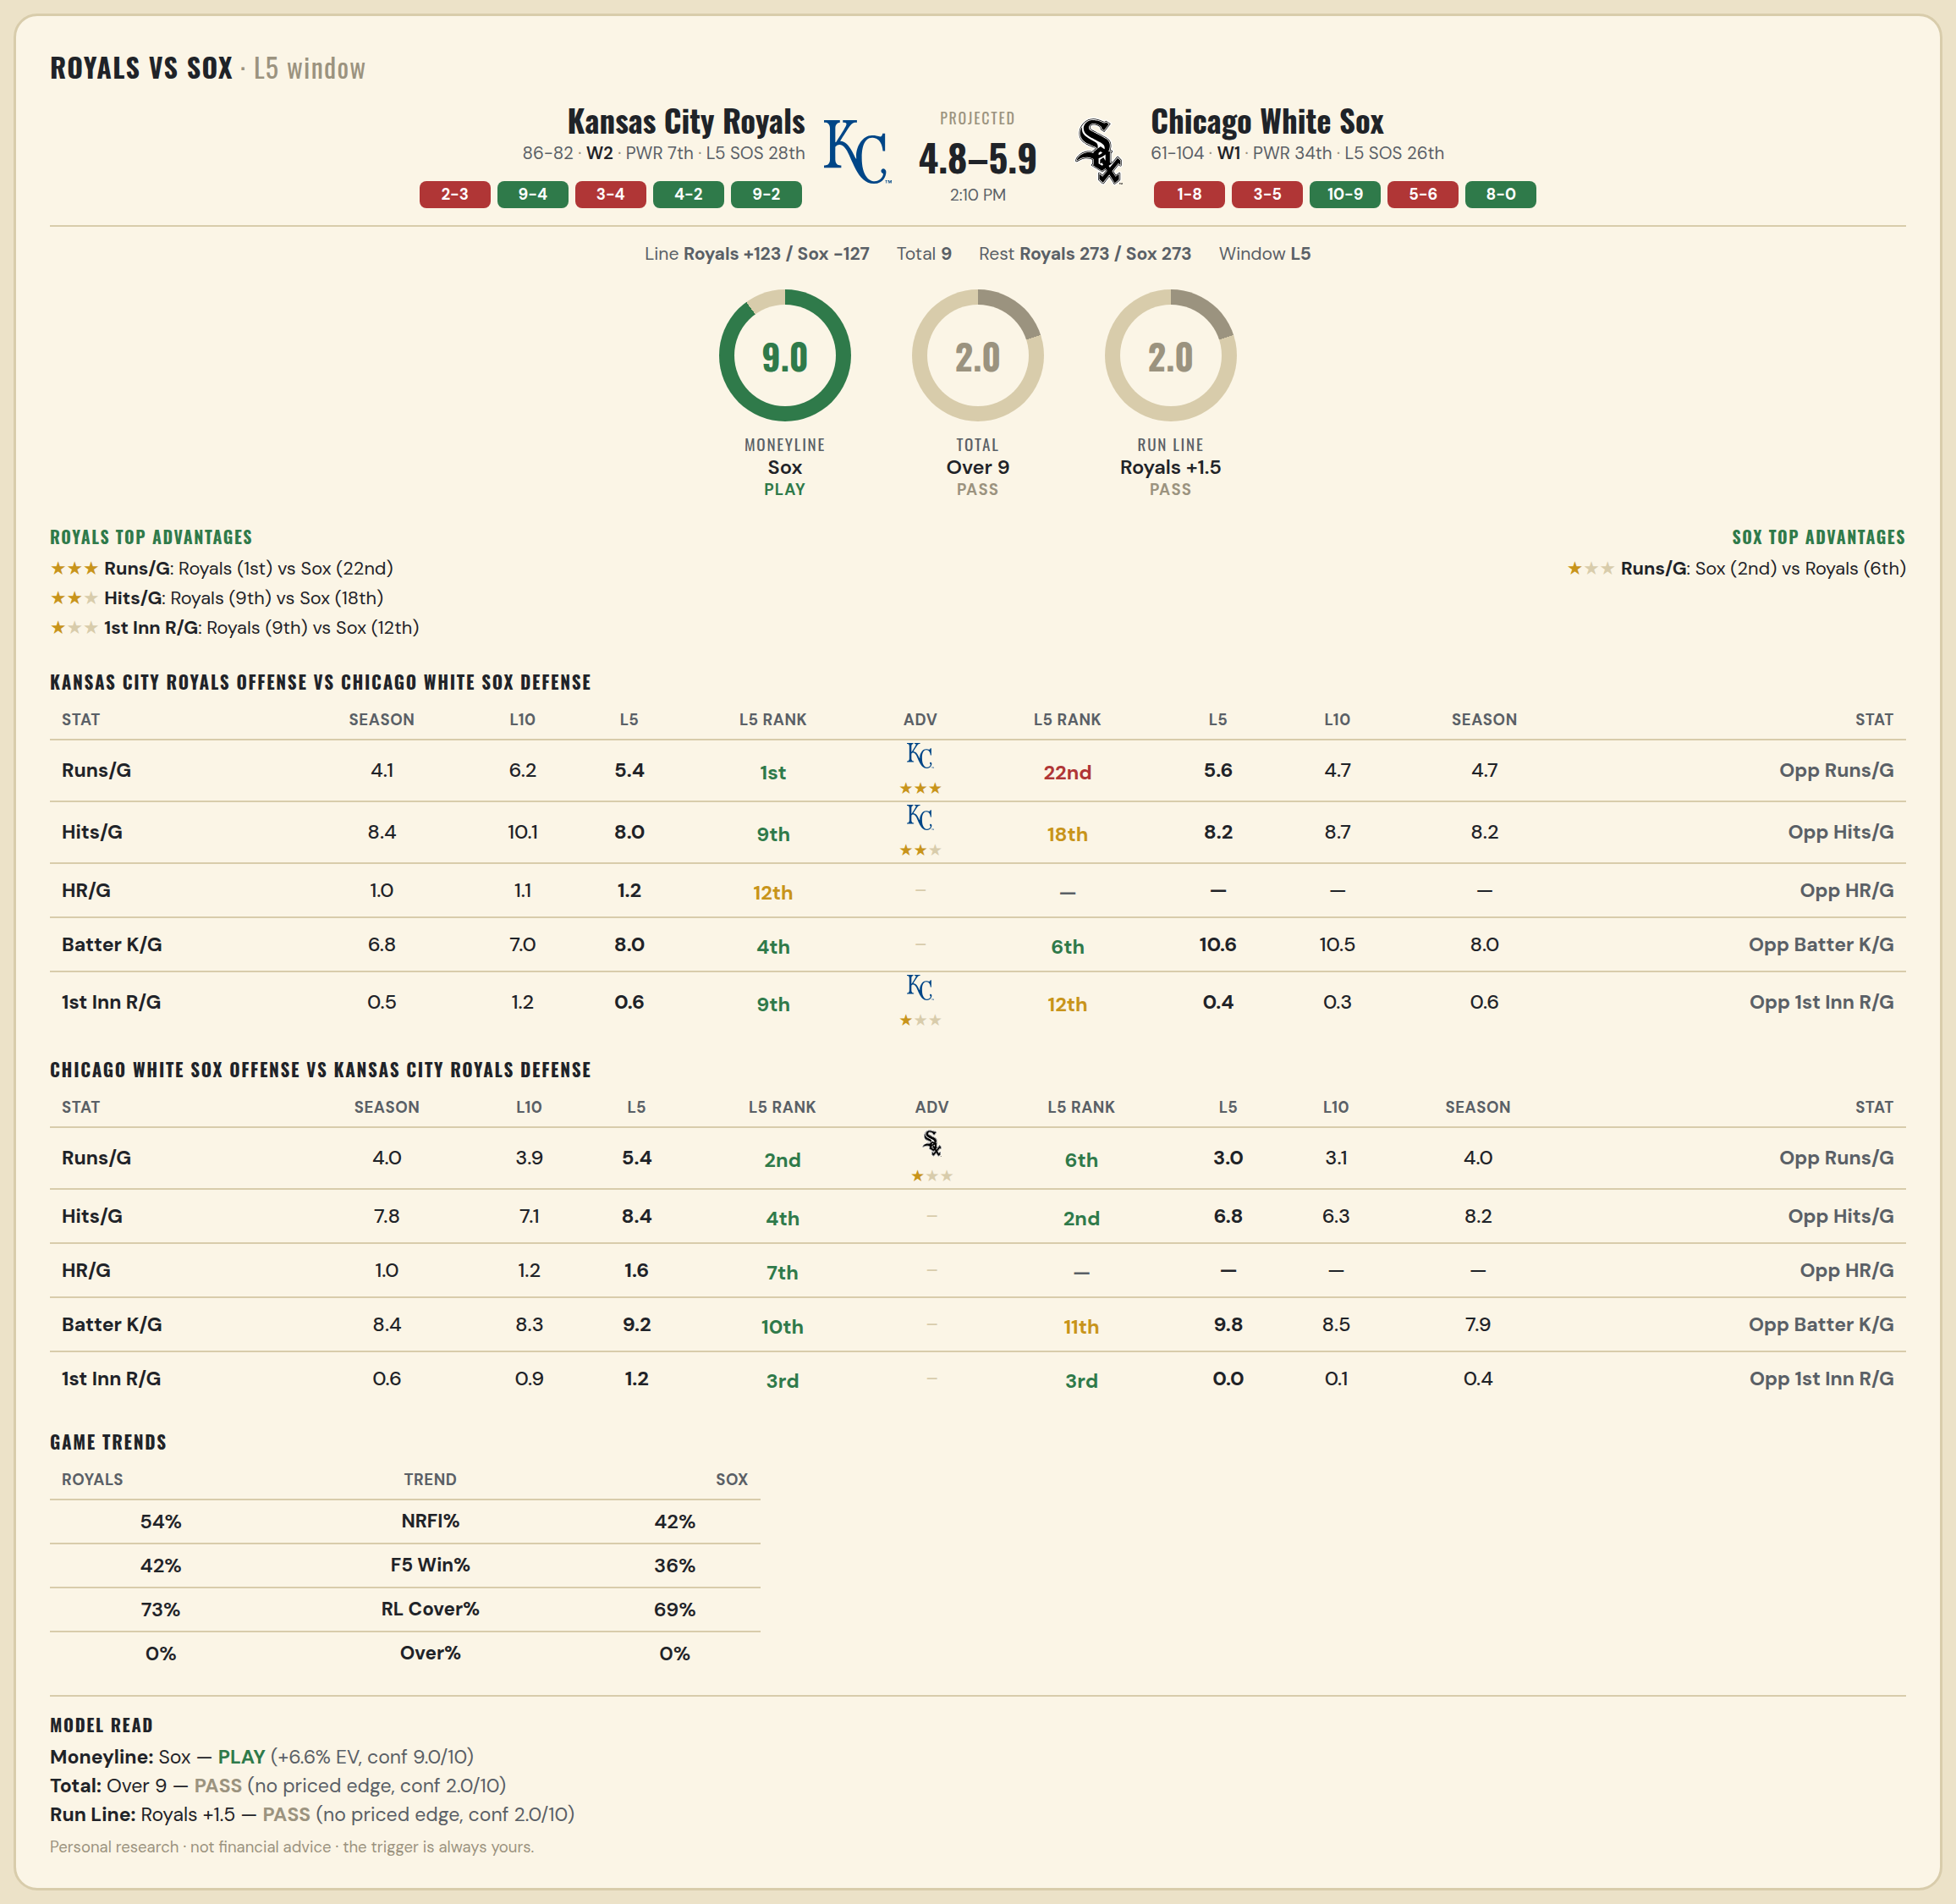 ROYALS VS SOX · L5 window
Kansas City Royals
86-82 · W2 · PWR 7th · L5 SOS 28th
2-3 9-4 3-4 4-2 9-2
KC
PROJECTED
4.8–5.9
2:10 PM
Sox
Chicago White Sox
61-104 · W1 · PWR 34th · L5 SOS 26th
1-8 3-5 10-9 5-6 8-0
Line Royals +123 / Sox -127 Total 9 Rest Royals 273 / Sox 273 Window L5
9.0 2.0 2.0
MONEYLINE TOTAL RUN LINE
Sox Over 9 Royals +1.5
PLAY PASS PASS
ROYALS TOP ADVANTAGES
★★★ Runs/G: Royals (1st) vs Sox (22nd)
★★★ Hits/G: Royals (9th) vs Sox (18th)
★★★ 1st Inn R/G: Royals (9th) vs Sox (12th)
SOX TOP ADVANTAGES
★★★ Runs/G: Sox (2nd) vs Royals (6th)
KANSAS CITY ROYALS OFFENSE VS CHICAGO WHITE SOX DEFENSE
STAT SEASON L10 L5 L5 RANK ADV L5 RANK L5 L10 SEASON STAT
Runs/G 4.1 6.2 5.4 1st KC ★★★ 22nd 5.6 4.7 4.7 Opp Runs/G
Hits/G 8.4 10.1 8.0 9th KC ★★★ 18th 8.2 8.7 8.2 Opp Hits/G
HR/G 1.0 1.1 1.2 12th – — — — — Opp HR/G
Batter K/G 6.8 7.0 8.0 4th – 6th 10.6 10.5 8.0 Opp Batter K/G
1st Inn R/G 0.5 1.2 0.6 9th KC ★★★ 12th 0.4 0.3 0.6 Opp 1st Inn R/G
CHICAGO WHITE SOX OFFENSE VS KANSAS CITY ROYALS DEFENSE
STAT SEASON L10 L5 L5 RANK ADV L5 RANK L5 L10 SEASON STAT
Runs/G 4.0 3.9 5.4 2nd Sox ★★★ 6th 3.0 3.1 4.0 Opp Runs/G
Hits/G 7.8 7.1 8.4 4th – 2nd 6.8 6.3 8.2 Opp Hits/G
HR/G 1.0 1.2 1.6 7th – — — — — Opp HR/G
Batter K/G 8.4 8.3 9.2 10th – 11th 9.8 8.5 7.9 Opp Batter K/G
1st Inn R/G 0.6 0.9 1.2 3rd – 3rd 0.0 0.1 0.4 Opp 1st Inn R/G
GAME TRENDS
ROYALS TREND SOX
54% NRFI% 42%
42% F5 Win% 36%
73% RL Cover% 69%
0% Over% 0%
MODEL READ
Moneyline: Sox — PLAY (+6.6% EV, conf 9.0/10)
Total: Over 9 — PASS (no priced edge, conf 2.0/10)
Run Line: Royals +1.5 — PASS (no priced edge, conf 2.0/10)
Personal research · not financial advice · the trigger is always yours.